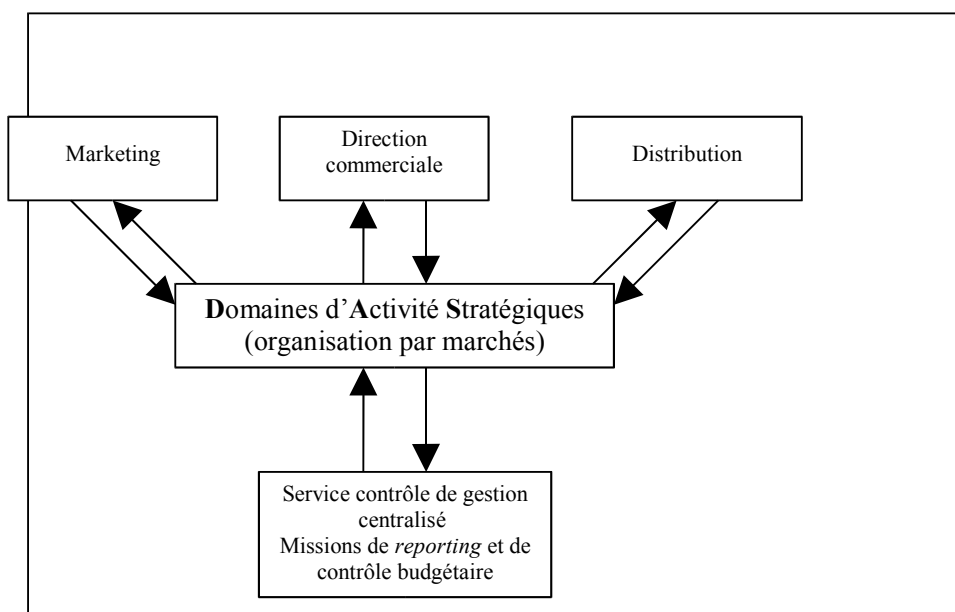 Marketing
Direction
commerciale
Distribution
Domaines d’Activité Stratégiques
(organisation par marchés)
Service contrôle de gestion
centralisé
Missions de reporting et de
contrôle budgétaire